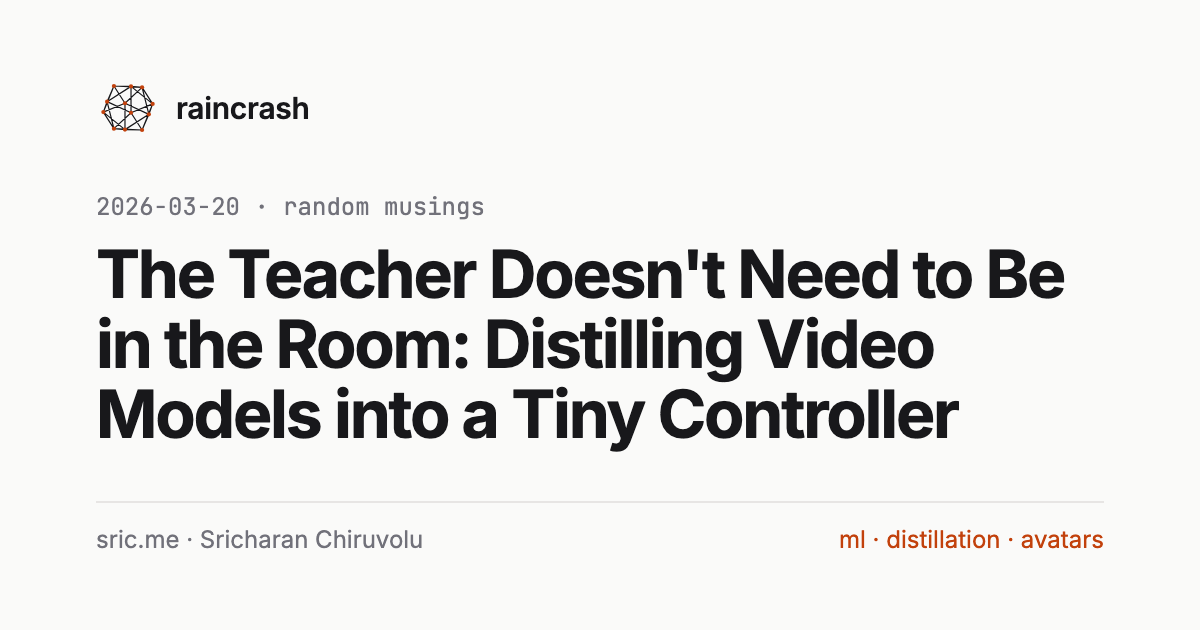 raincrash
2026-03-20 · random musings
The Teacher Doesn't Need to Be
in the Room: Distilling Video
Models into a Tiny Controller
sric.me · Sricharan Chiruvolu
ml · distillation · avatars